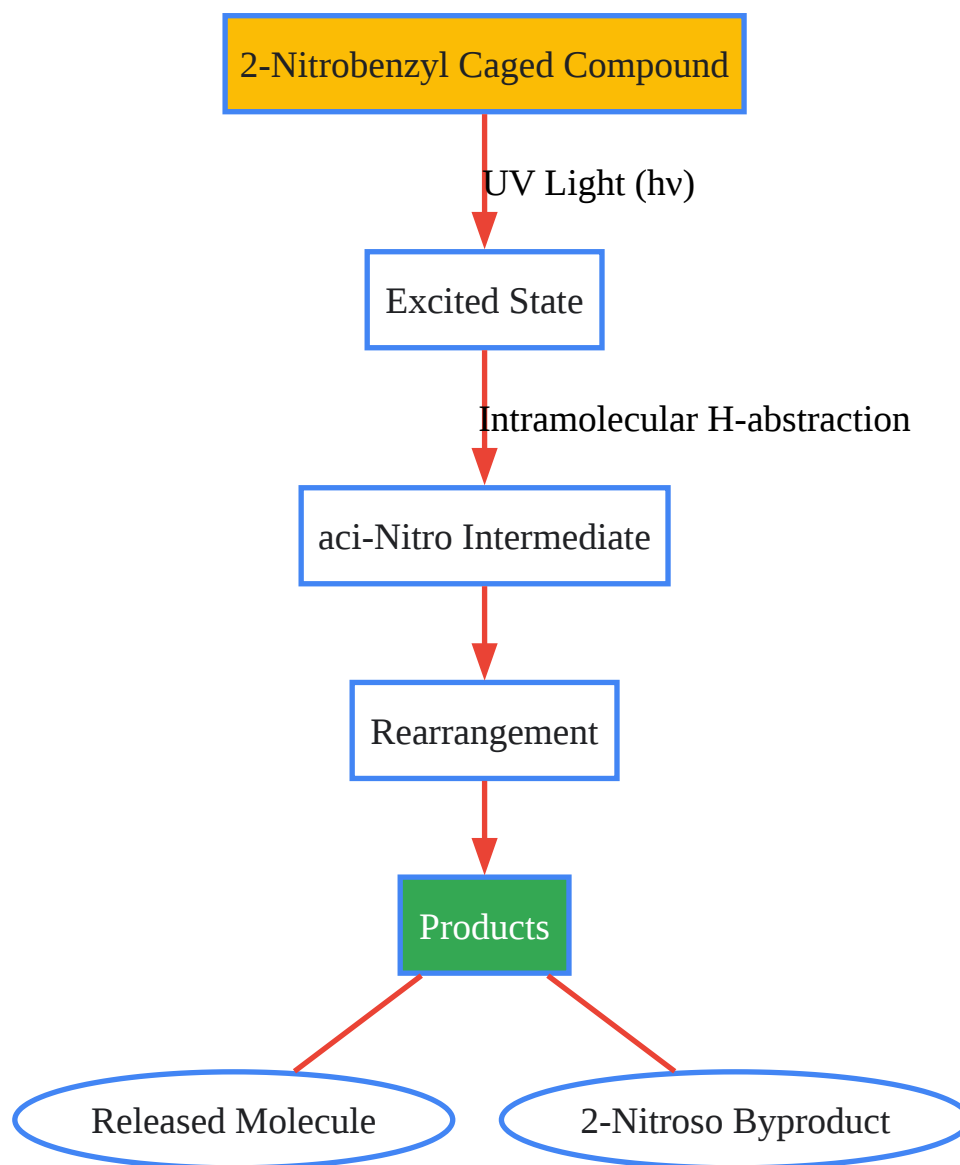 2-Nitrobenzyl Caged Compound
UV Light (hν)
Excited State
Intramolecular H-abstraction
aci-Nitro Intermediate
Rearrangement
Products
Released Molecule
2-Nitroso Byproduct